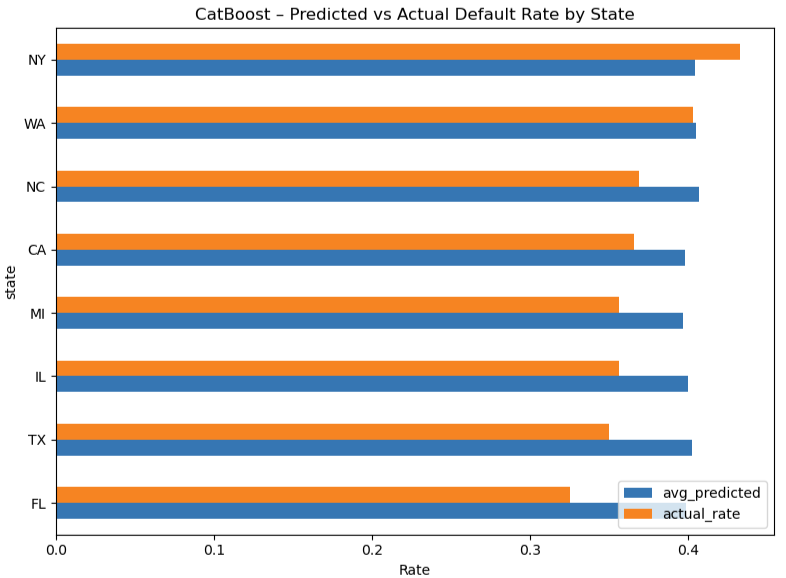 CatBoost – Predicted vs Actual Default Rate by State
NY
WA
NC
CA
MI
IL
TX
FL
state
avg_predicted
actual_rate
0.0
0.1
0.2
0.3
0.4
Rate